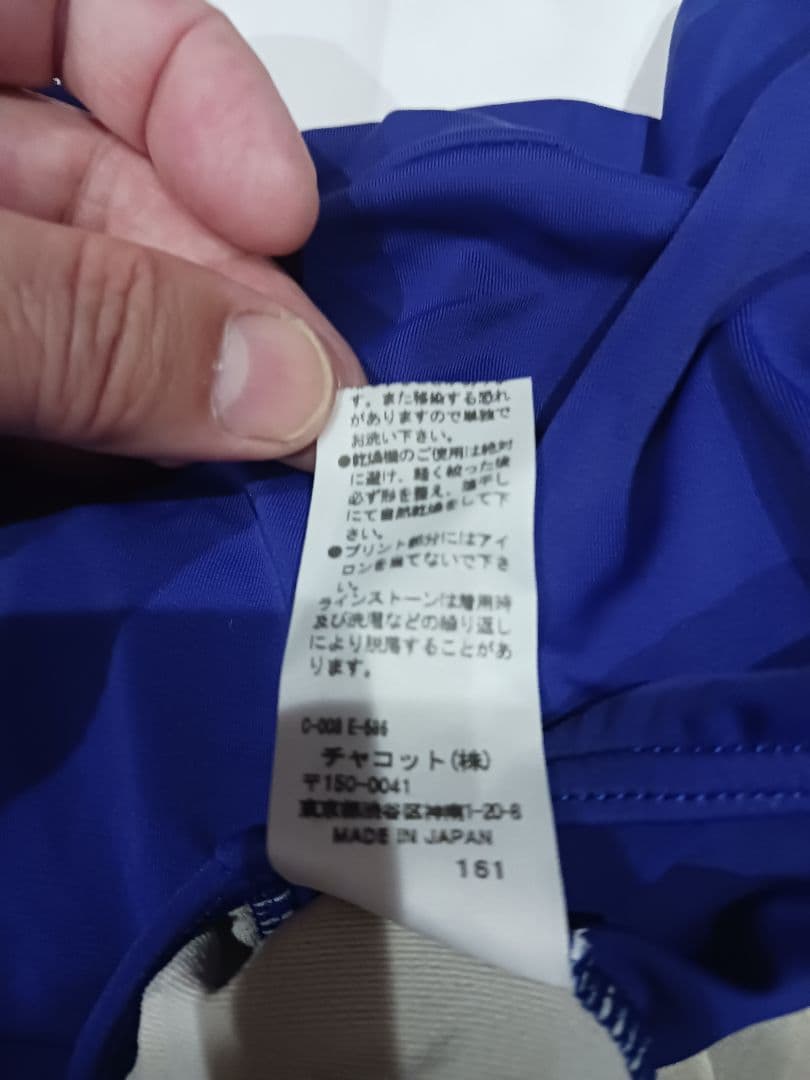 す。また移染する恐れ
がありますので単独で
お洗い下さい。
●乾燥機のご使用は絶対
に避け、軽く絞った後
必ず形を整え、陰干し
にて自然乾燥をして下
さい。
●プリント部分にはアイ
ロンを当てないで下さ
い。
ラインストーンは着用時
及び洗濯などの繰り返し
により脱落することがあ
ります。
チャコット(株)
〒150-0041
東京都渋谷区神南1-20-8
MADE IN JAPAN
161